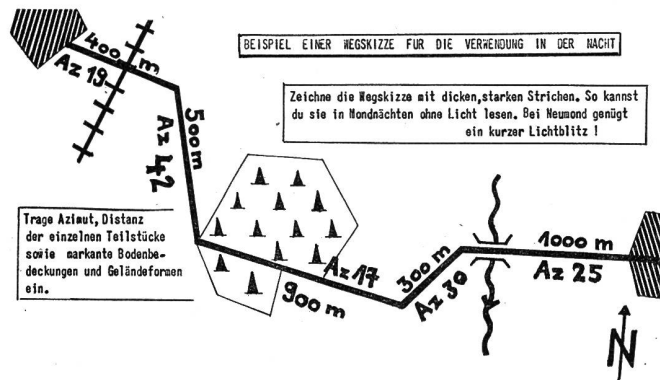 BEISPIEL EINER WEGSKIZZE FUR DIE VERWENDUNG IN DER NACHT
400 m
Az 19
Zeichne die Wegskizze mit dicken,starken Strichen. So kannst
du sie in Mondnächten ohne Licht lesen. Bei Neumond genügt
ein kurzer Lichtblitz !
500m
Az 42
Trage Azimut, Distanz
der einzelnen Teilstücke
sowie markante Bodenbe-
deckungen und Geländeformen
ein.
Az 17
900 m
300 m
Az 30
1000 m
Az 25
N